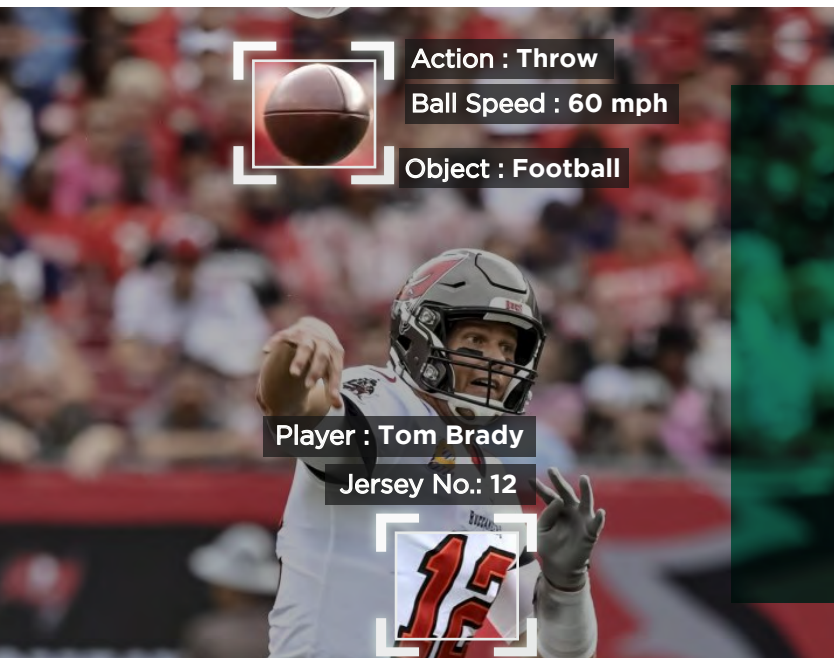 Action : Throw
Ball Speed : 60 mph
Object : Football
Player : Tom Brady
Jersey No.: 12
12